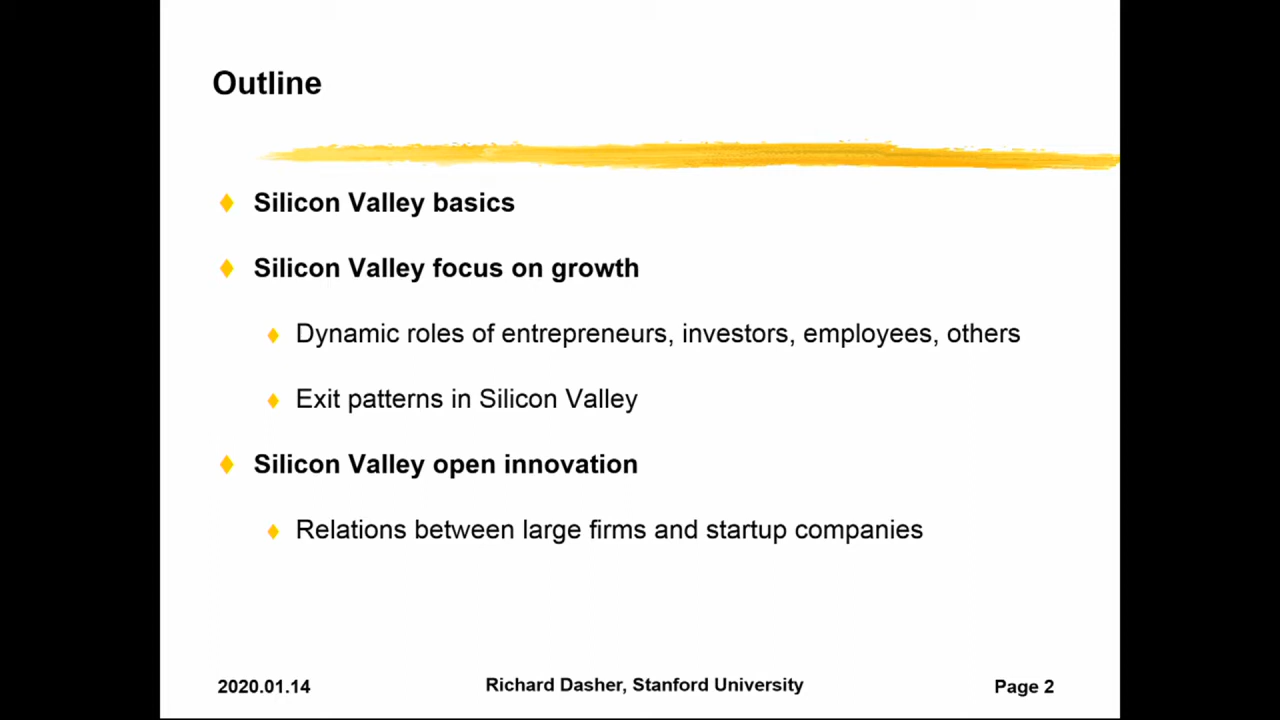 Outline
Silicon Valley basics
Silicon Valley focus on growth
Dynamic roles of entrepreneurs, investors, employees, others
Exit patterns in Silicon Valley
Silicon Valley open innovation
Relations between large firms and startup companies
2020.01.14
Richard Dasher, Stanford University
Page 2